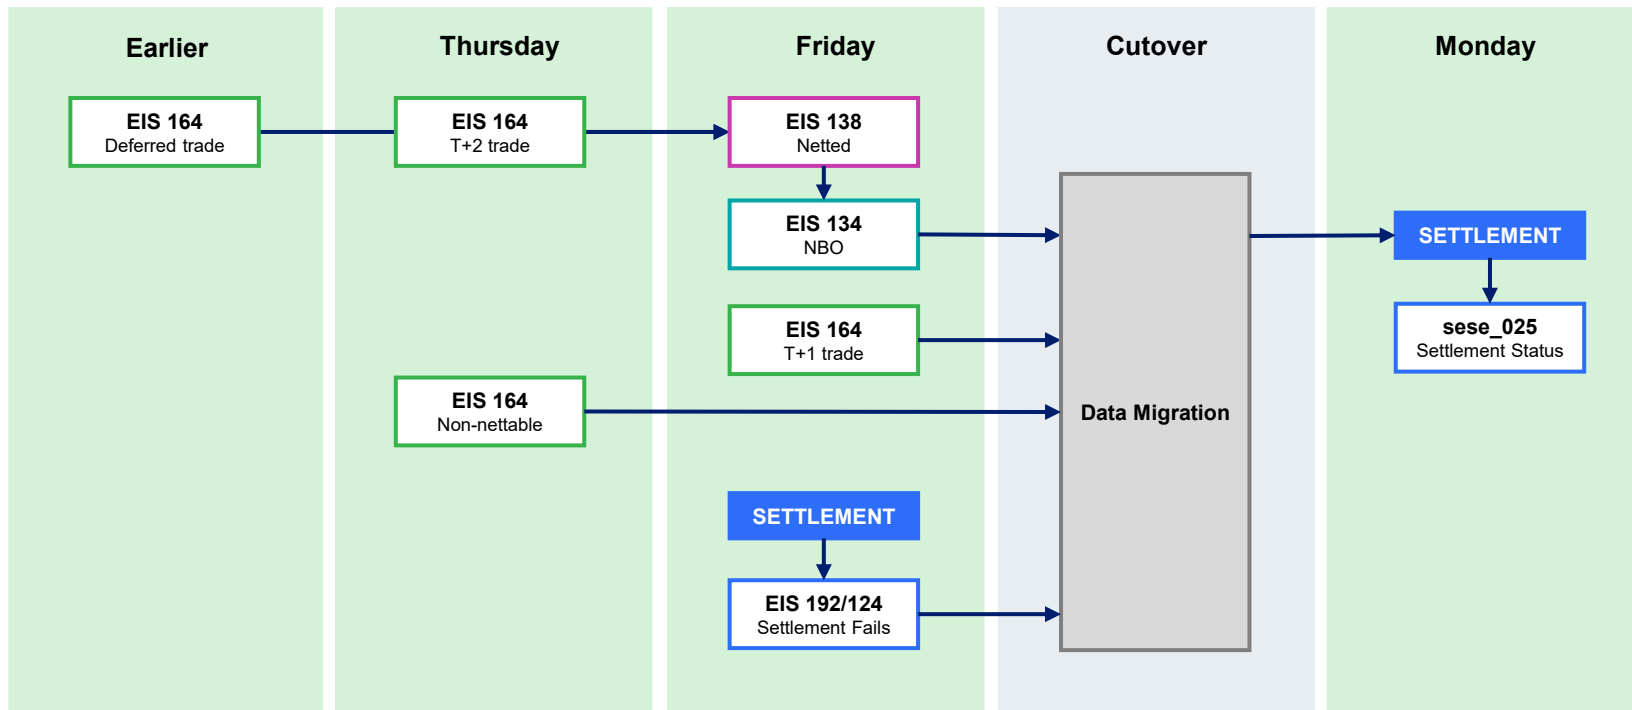 Earlier
Thursday
Friday
Cutover
Monday
EIS 164
Deferred trade
EIS 164
T+2 trade
EIS 138
Netted
EIS 134
NBO
SETTLEMENT
sese_025
Settlement Status
EIS 164
T+1 trade
EIS 164
Non-nettable
Data Migration
SETTLEMENT
EIS 192/124
Settlement Fails